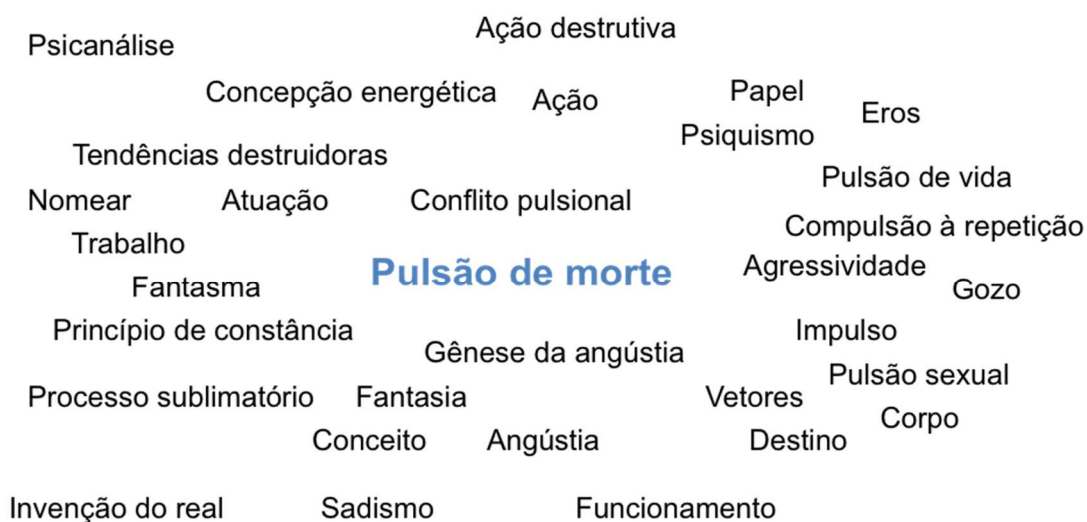 Ação destrutiva
Psicanálise
Concepção energética
Ação
Papel
Eros
Psiquismo
Tendências destruidoras
Pulsão de vida
Nomear
Atuação
Conflito pulsional
Compulsão à repetição
Trabalho
Pulsão de morte
Agressividade
Fantasma
Gozo
Princípio de constância
Impulso
Gênese da angústia
Pulsão sexual
Processo sublimatório
Fantasia
Vetores
Corpo
Conceito
Angústia
Destino
Invenção do real
Sadismo
Funcionamento